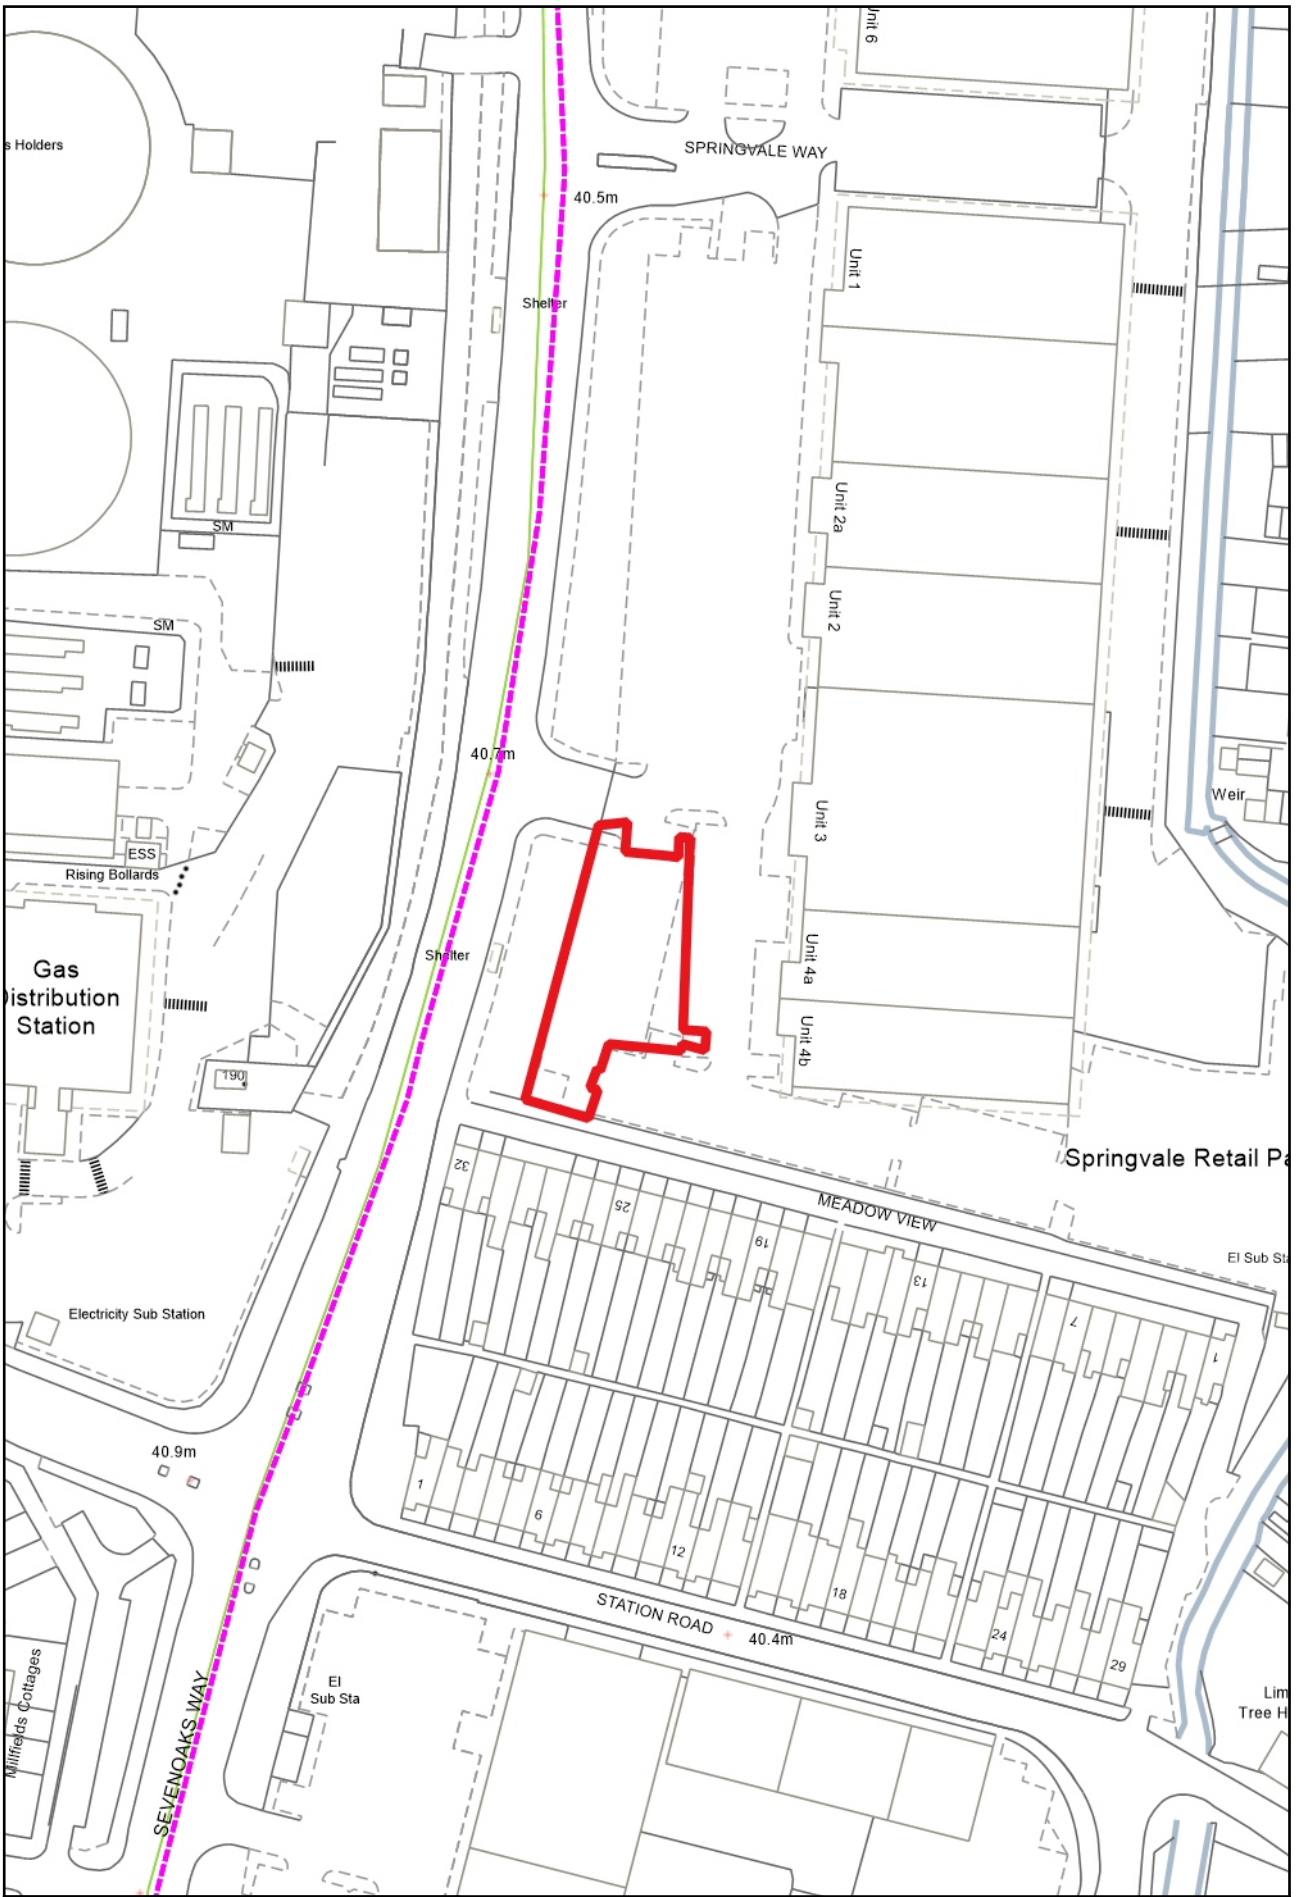 Unit 6
s Holders
SPRINGVALE WAY
40.5m
Unit 1
Shelter
Unit 2a
SM
Unit 2
SM
40.7m
Weir
Unit 3
ESS
Rising Bollards
Shelter
Unit 4a
Gas
Distribution
Station
Unit 4b
190
Springvale Retail Pa
32
25
19
MEADOW VIEW
13
7
1
El Sub Sta
Electricity Sub Station
40.9m
1
6
12
18
24
29
STATION ROAD
40.4m
El
Sub Sta
Millfields Cottages
SEVENOAKS WAY
Lim
Tree H